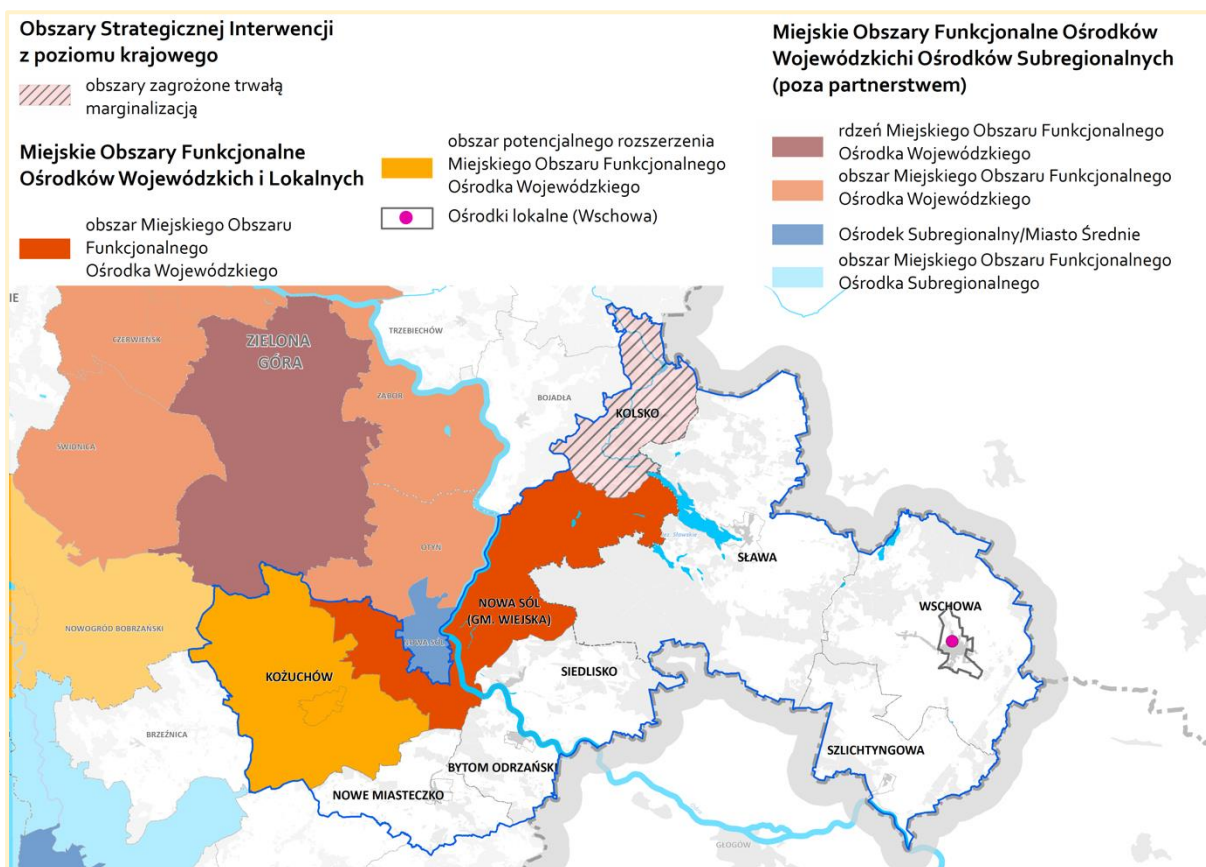 Obszary Strategicznej Interwencji
z poziomu krajowego
obszary zagrożone trwałą
marginalizacją
Miejskie Obszary Funkcjonalne
Ośrodków Wojewódzkich i Lokalnych
obszar Miejskiego Obszaru
Funkcjonalnego
Ośrodka Wojewódzkiego
obszar potencjalnego rozszerzenia
Miejskiego Obszaru Funkcjonalnego
Ośrodka Wojewódzkiego
Ośrodki lokalne (Wschowa)
Miejskie Obszary Funkcjonalne Ośrodków
Wojewódzkichi Ośrodków Subregionalnych
(poza partnerstwem)
rdzeń Miejskiego Obszaru Funkcjonalnego
Ośrodka Wojewódzkiego
obszar Miejskiego Obszaru Funkcjonalnego
Ośrodka Wojewódzkiego
Ośrodek Subregionalny/Miasto Średnie
obszar Miejskiego Obszaru Funkcjonalnego
Ośrodka Subregionalnego
IE
TRZEBIECHÓW
CZERWIEŃSK
ZIELONA
GÓRA
ZABÓR
BOJADŁA
KOLSKO
ŚWIDNICA
OTYŃ
SŁAWA
NOWA SÓL
(GM. WIEJSKA)
WSCHOWA
NOWOGRÓD BOBRZAŃSKI
NOWA SÓL
KOŻUCHÓW
SIEDLISKO
BRZEŹNICA
SZLICHTYNGOWA
BYTOM ODRZAŃSKI
NOWE MIASTECZKO
GŁOGÓW